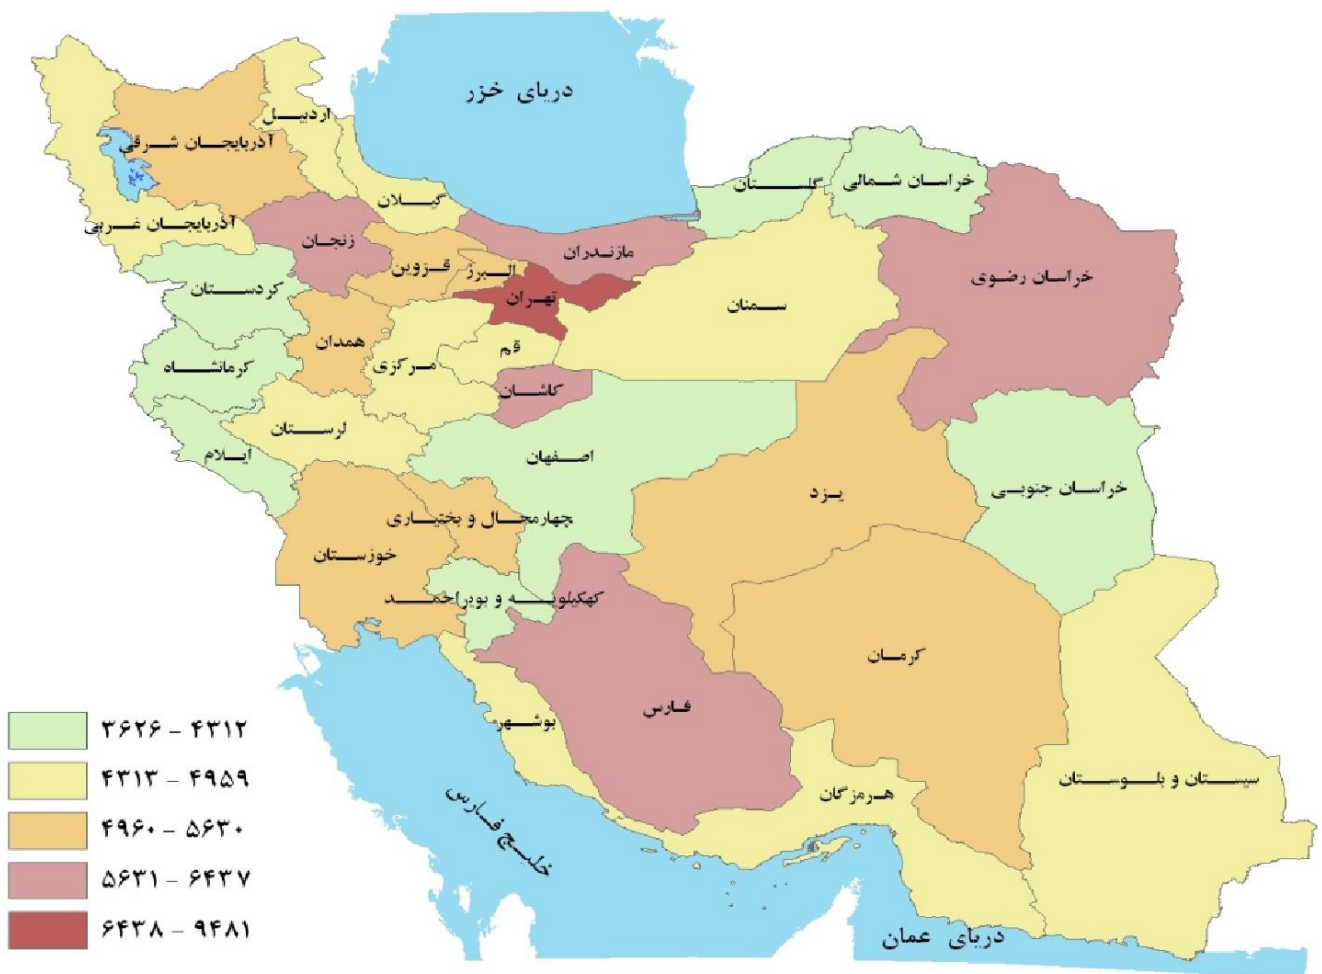 دریای خزر
اردبیل
آذربایجان شرقی
خراسان شمالی
گلستان
گیلان
آذربایجان غربی
زنجان
مازندران
قزوین
البرز
خراسان رضوی
کردستان
تهران
سمنان
همدان
قم
مرکزی
کرمانشاه
کاشان
لرستان
ایلام
اصفهان
یزد
خراسان جنوبی
چهارمحال و بختیاری
خوزستان
کهکیلویه و بویراحمد
کرمان
فارس
بوشهر
هرمزگان
سیستان و بلوستان
خلیج فارس
دریای عمان
۳۶۲۶ – ۴۳۱۲
۴۳۱۳ – ۴۹۵۹
۴۹۶۰ – ۵۶۳۰
۵۶۳۱ – ۶۴۳۷
۶۴۳۸ – ۹۴۸۱